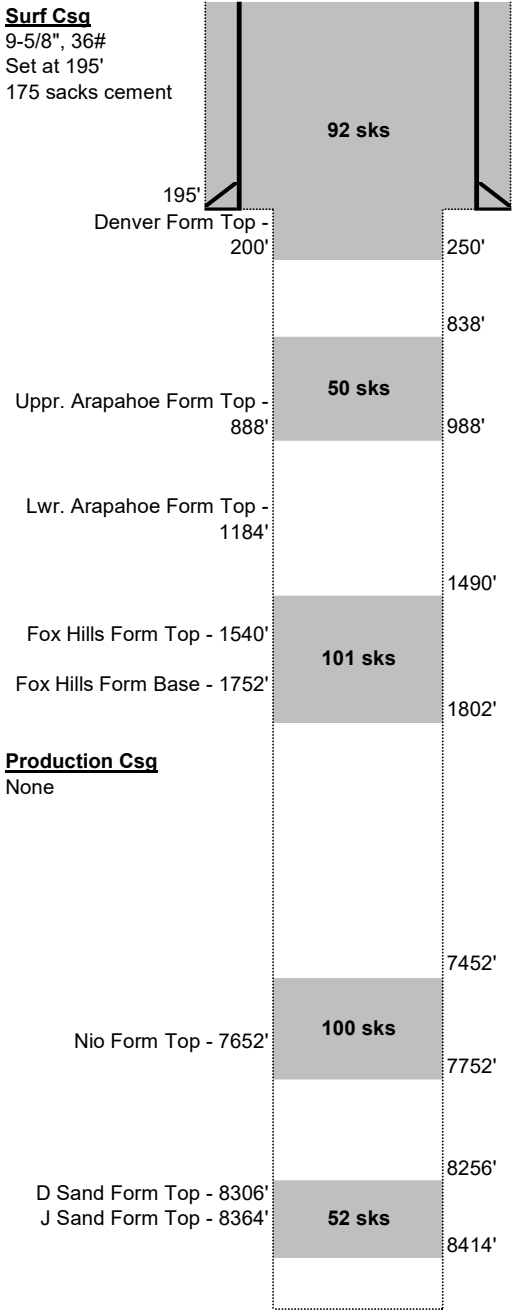 Surf Csg
9-5/8", 36#
Set at 195'
175 sacks cement
92 sks
195'
Denver Form Top -
200'
250'
838'
50 sks
Uppr. Arapahoe Form Top -
888'
988'
Lwr. Arapahoe Form Top -
1184'
1490'
Fox Hills Form Top - 1540'
101 sks
Fox Hills Form Base - 1752'
1802'
Production Csg
None
7452'
100 sks
Nio Form Top - 7652'
7752'
8256'
D Sand Form Top - 8306'
J Sand Form Top - 8364'
52 sks
8414'